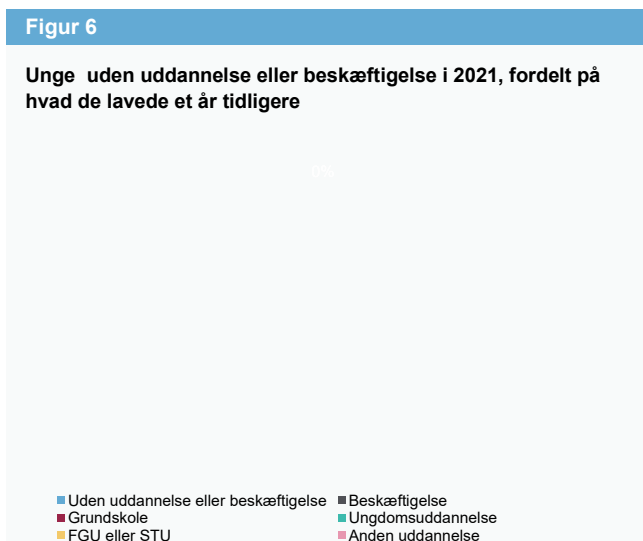 Figur 6
Unge  uden uddannelse eller beskæftigelse i 2021, fordelt på
hvad de lavede et år tidligere
0%
Uden uddannelse eller beskæftigelse
Beskæftigelse
Grundskole
Ungdomsuddannelse
FGU eller STU
Anden uddannelse